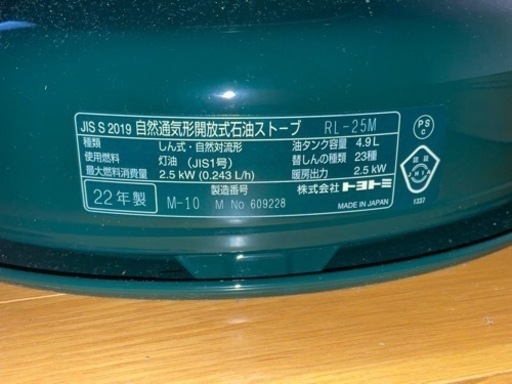 JIS S 2019 自然通気形開放式石油ストーブ RL-25M
種類 しん式・自然対流形 油タンク容量 4.9 L
使用燃料 灯油 (JIS1号) 替しんの種類 23種
最大燃料消費量 2.5 kW (0.243 L/h) 暖房出力 2.5 kW
22年製 M-10 製造番号 M No 609228 株式会社 トヨトミ
MADE IN JAPAN
PS
C
認証
JHIA
1337